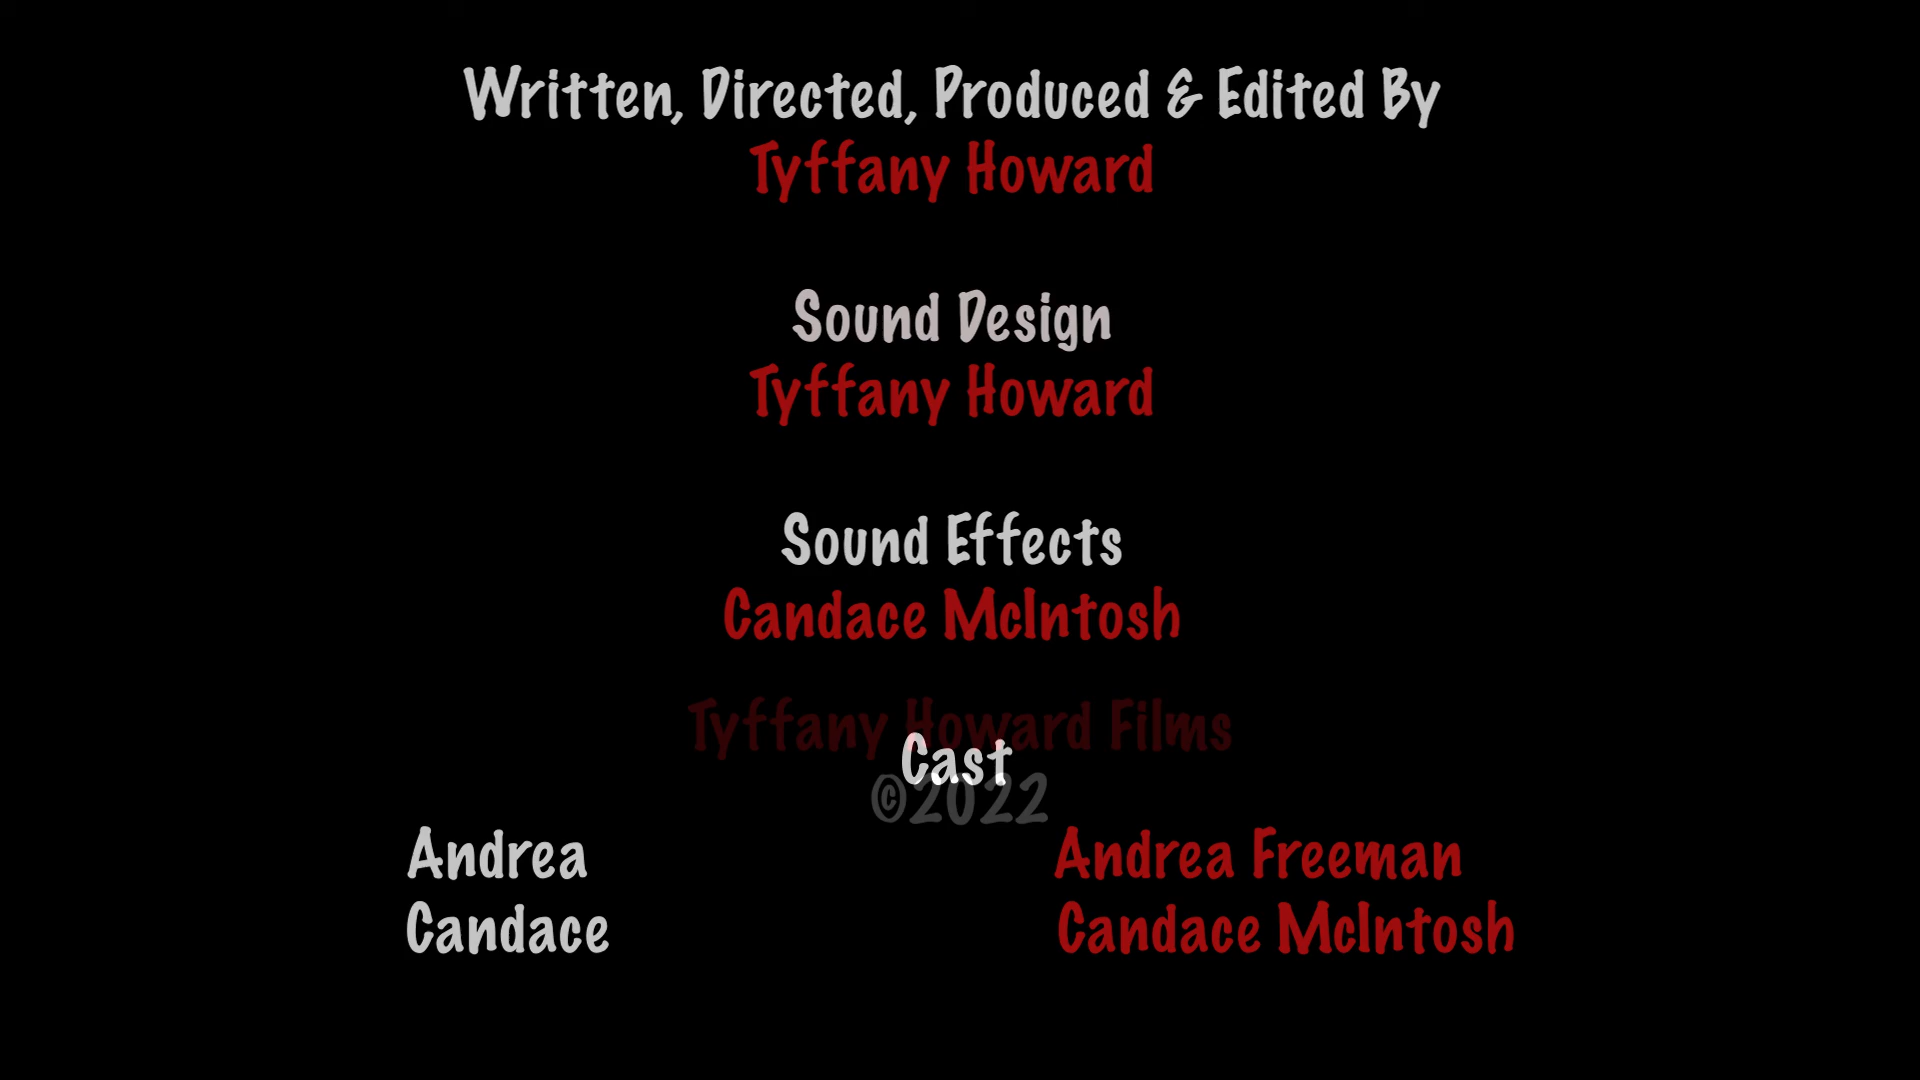 Written, Directed, Produced & Edited By
Tyffany Howard
Sound Design
Tyffany Howard
Sound Effects
Candace McIntosh
Tyffany Howard Films
Cast
©2022
Andrea Andrea Freeman
Candace Candace McIntosh